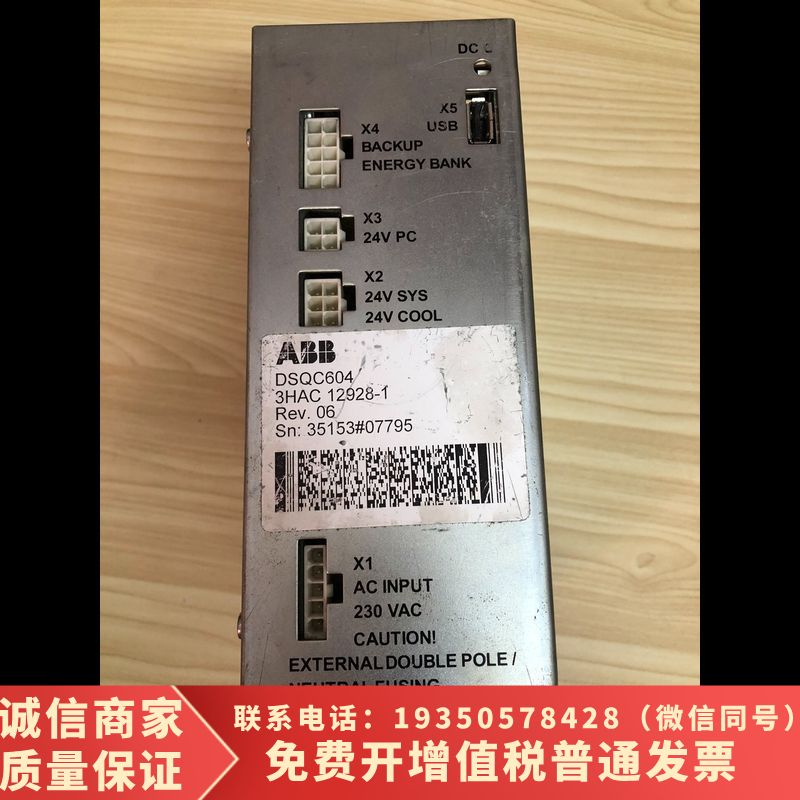 DC
X5
USB
X4
BACKUP
ENERGY BANK
X3
24V PC
X2
24V SYS
24V COOL
ABB
DSQC604
3HAC 12928-1
Rev. 06
Sn: 35153#07795
X1
AC INPUT
230 VAC
CAUTION!
EXTERNAL DOUBLE POLE /
NEUTRAL FUSING
诚信商家
质量保证
联系电话：19350578428（微信同号）
免费开增值税普通发票